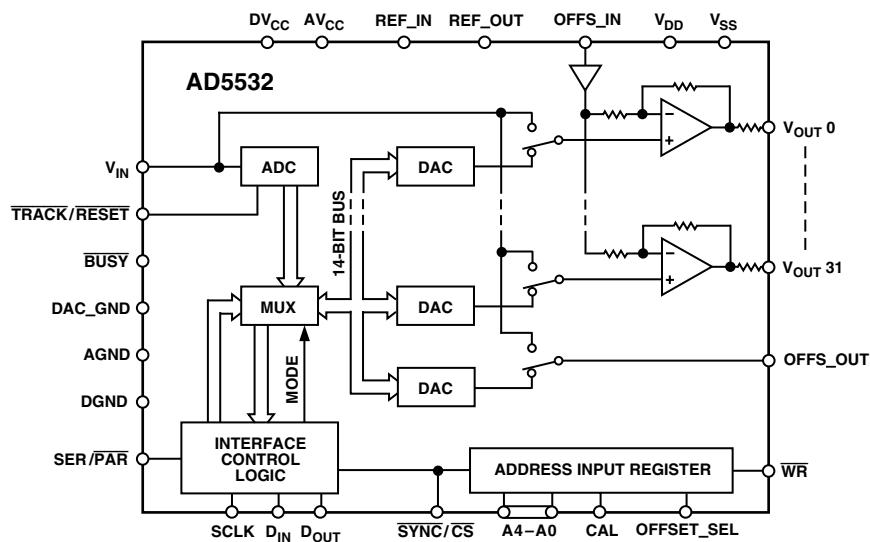 DVCC AVCC REF_IN REF_OUT OFFS_IN VDD VSS
AD5532
VIN
ADC
DAC
VOUT 0
TRACK/RESET
14-BIT BUS
BUSY
VOUT 31
DAC_GND
MUX
DAC
AGND
MODE
DAC
OFFS_OUT
DGND
SER/PAR
INTERFACE
CONTROL
LOGIC
ADDRESS INPUT REGISTER
WR
SCLK DIN DOUT SYNC/CS A4–A0 CAL OFFSET_SEL